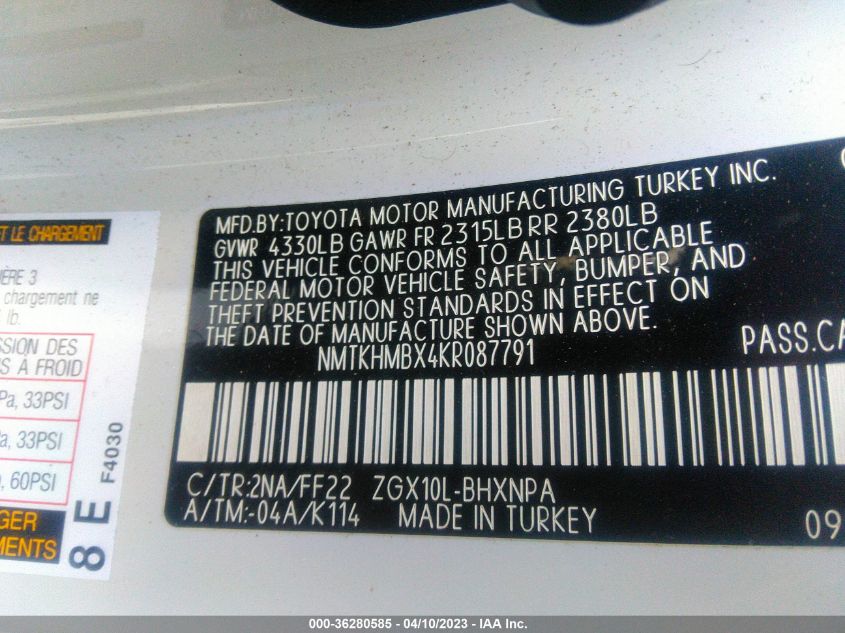 MFD.BY:TOYOTA MOTOR MANUFACTURING TURKEY INC.
GVWR 4330LB GAWR FR 2315LB RR 2380LB
THIS VEHICLE CONFORMS TO ALL APPLICABLE
FEDERAL MOTOR VEHICLE SAFETY, BUMPER, AND
THEFT PREVENTION STANDARDS IN EFFECT ON
THE DATE OF MANUFACTURE SHOWN ABOVE.
NMTKHMBX4KR087791
PASS.CA
C/TR:2NA/FF22 ZGX10L-BHXNPA
A/TM:-04A/K114 MADE IN TURKEY
09
ET LE CHARGEMENT
IÈRE 3
chargement ne
lb.
SSION DES
S À FROID
Pa, 33PSI
a, 33PSI
, 60PSI
GER
MENTS
8 E
F4030
000-36280585 - 04/10/2023 - IAA Inc.